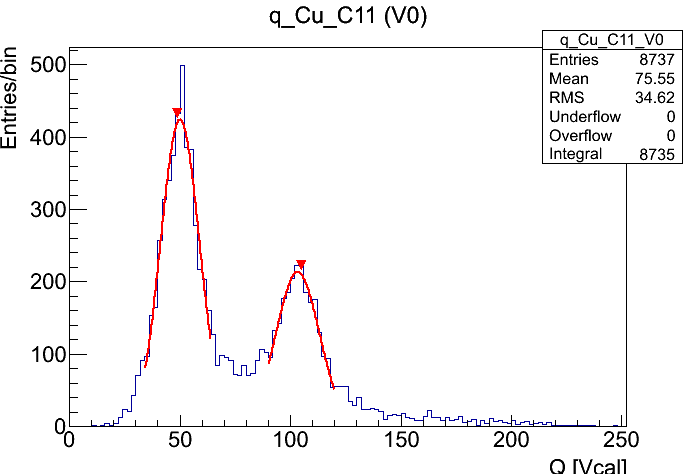 q_Cu_C11 (V0)
q_Cu_C11_V0
Entries 8737
Mean 75.55
RMS 34.62
Underflow 0
Overflow 0
Integral 8735
Entries/bin
500
400
300
200
100
0
0 50 100 150 200 250
Q [Vcal]